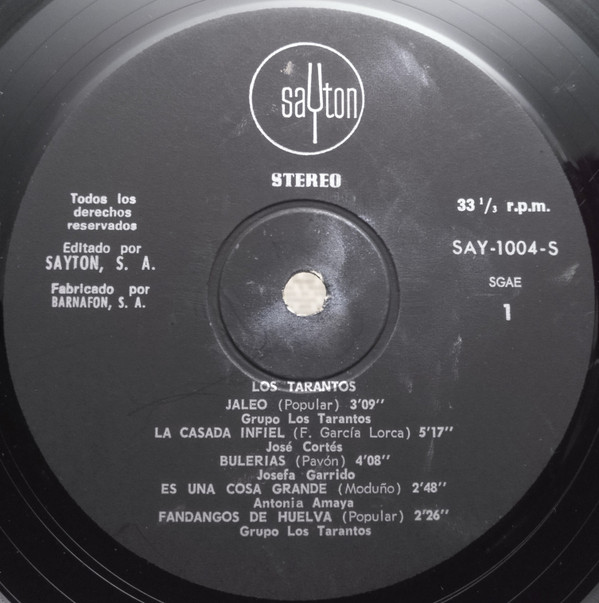 sayton
STEREO
Todos los
derechos
reservados
Editado por
SAYTON, S. A.
Fabricado por
BARNAFON, S. A.
33 1/3 r.p.m.
SAY-1004-S
SGAE
1
LOS TARANTOS
JALEO (Popular) 3'09''
Grupo Los Tarantos
LA CASADA INFIEL (F. García Lorca) 5'17''
José Cortés
BULERIAS (Pavón) 4'08''
Josefa Garrido
ES UNA COSA GRANDE (Moduño) 2'48''
Antonia Amaya
FANDANGOS DE HUELVA (Popular) 2'26''
Grupo Los Tarantos